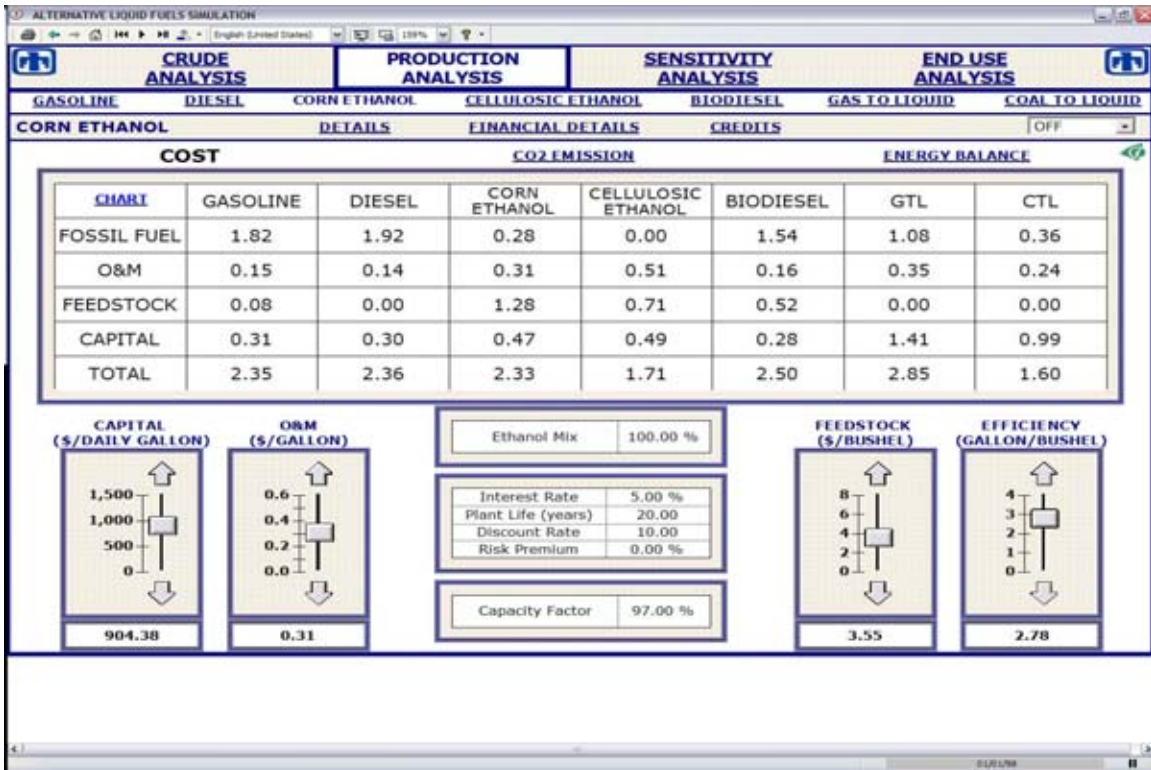 ALTERNATIVE LIQUID FUELS SIMULATION
English (United States)
CRUDE ANALYSIS PRODUCTION ANALYSIS SENSITIVITY ANALYSIS END USE ANALYSIS
GASOLINE DIESEL CORN ETHANOL CELLULOSIC ETHANOL BIODIESEL GAS TO LIQUID COAL TO LIQUID
CORN ETHANOL DETAILS FINANCIAL DETAILS CREDITS OFF
COST CO2 EMISSION ENERGY BALANCE
CHART GASOLINE DIESEL CORN ETHANOL CELLULOSIC ETHANOL BIODIESEL GTL CTL
FOSSIL FUEL 1.82 1.92 0.28 0.00 1.54 1.08 0.36
O&M 0.15 0.14 0.31 0.51 0.16 0.35 0.24
FEEDSTOCK 0.08 0.00 1.28 0.71 0.52 0.00 0.00
CAPITAL 0.31 0.30 0.47 0.49 0.28 1.41 0.99
TOTAL 2.35 2.36 2.33 1.71 2.50 2.85 1.60
CAPITAL ($/DAILY GALLON)
1,500
1,000
500
0
904.38
O&M ($/GALLON)
0.6
0.4
0.2
0.0
0.31
Ethanol Mix 100.00 %
Interest Rate 5.00 %
Plant Life (years) 20.00
Discount Rate 10.00
Risk Premium 0.00 %
Capacity Factor 97.00 %
FEEDSTOCK ($/BUSHEL)
8
6
4
2
0
3.55
EFFICIENCY (GALLON/BUSHEL)
4
3
2
1
0
2.78